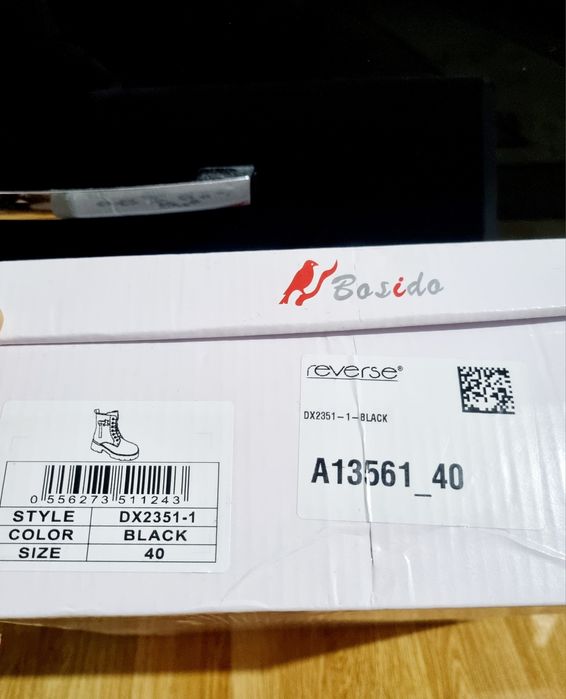 Bosido
reverse®
DX2351-1-BLACK
A13561_40
0 556273 511243
STYLE DX2351-1
COLOR BLACK
SIZE 40